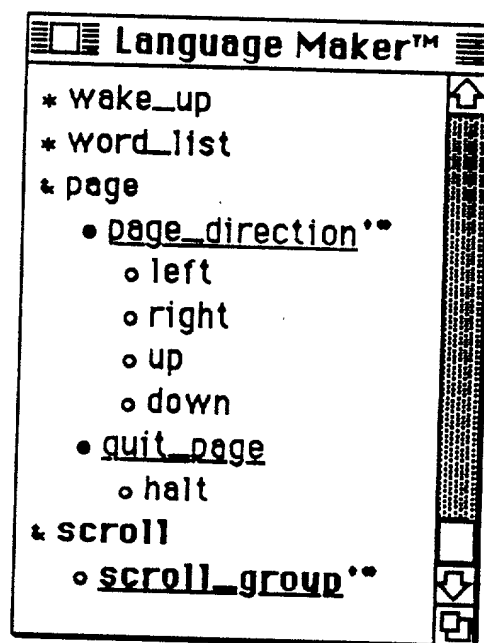 Language Maker™
* wake_up
* word_list
& page
• page_direction'∞
o left
o right
o up
o down
• quit_page
o halt
& scroll
o scroll_group'∞